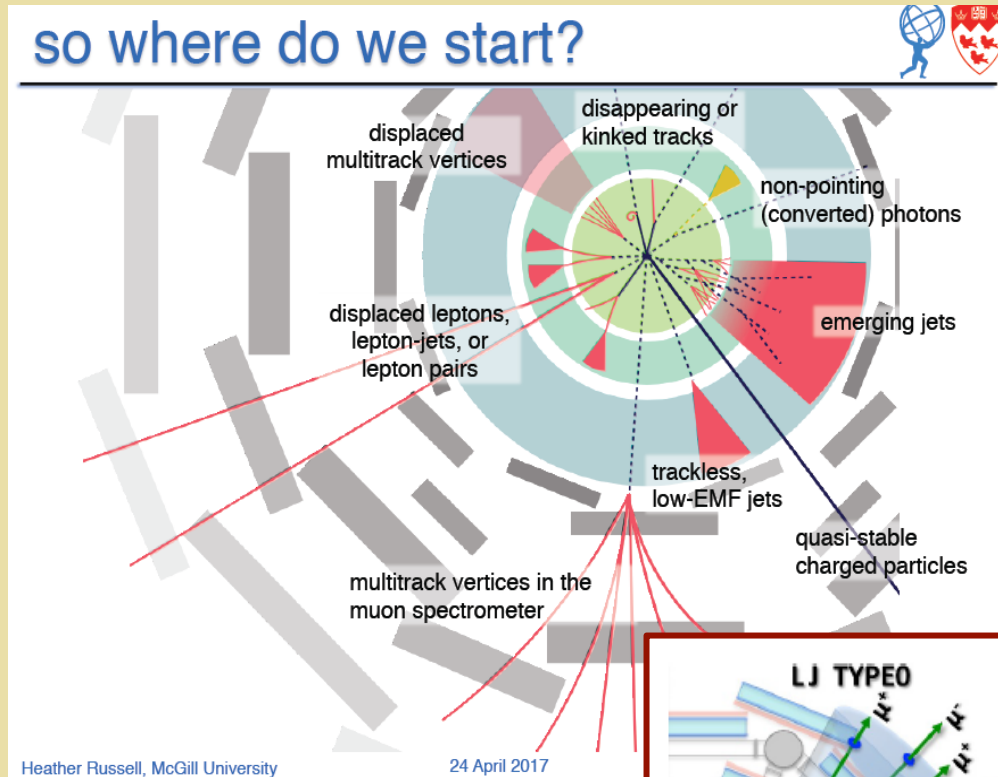 so where do we start?
disappearing or
kinked tracks
displaced
multitrack vertices
non-pointing
(converted) photons
displaced leptons,
lepton-jets, or
lepton pairs
emerging jets
trackless,
low-EMF jets
quasi-stable
charged particles
multitrack vertices in the
muon spectrometer
LJ TYPE0
μ⁺ μ⁻
μ⁺
Heather Russell, McGill University 24 April 2017